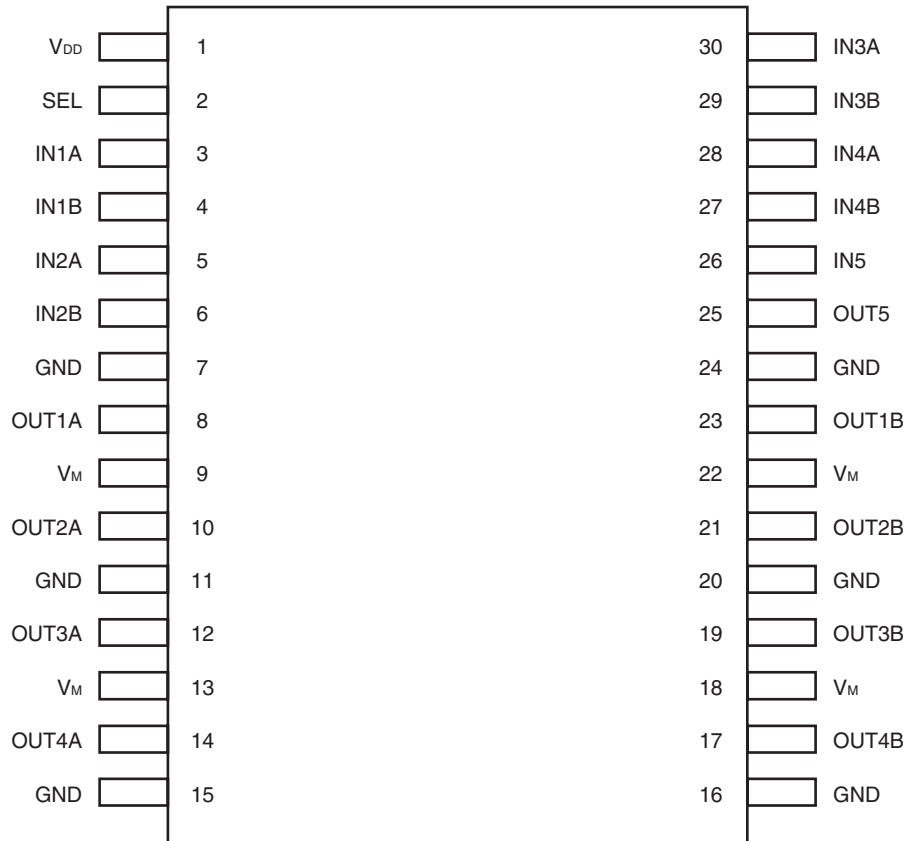 VDD 1 30 IN3A
SEL 2 29 IN3B
IN1A 3 28 IN4A
IN1B 4 27 IN4B
IN2A 5 26 IN5
IN2B 6 25 OUT5
GND 7 24 GND
OUT1A 8 23 OUT1B
VM 9 22 VM
OUT2A 10 21 OUT2B
GND 11 20 GND
OUT3A 12 19 OUT3B
VM 13 18 VM
OUT4A 14 17 OUT4B
GND 15 16 GND